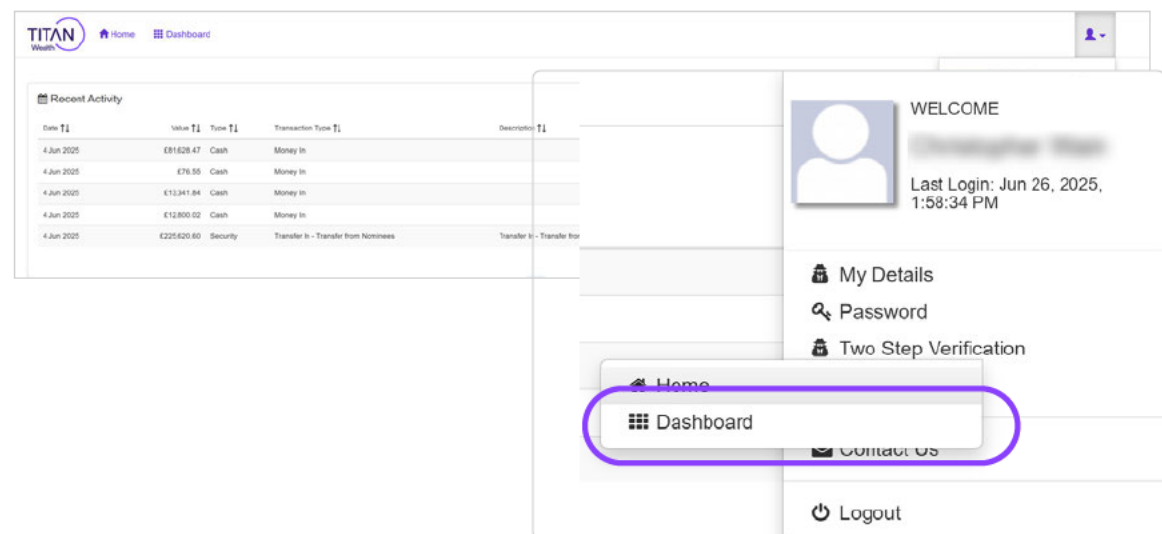 TITAN
Wealth
Home
Dashboard
Recent Activity
Date Value Type Transaction Type Description
4 Jun 2025 £81,628.47 Cash Money In
4 Jun 2025 £76.55 Cash Money In
4 Jun 2025 Cash Money In
4 Jun 2025 £12,800.02 Cash Money In
4 Jun 2025 £225,620.60 Security Transfer In - Transfer from Nominees Transfer In - Transfer from
WELCOME
Last Login: Jun 26, 2025,
1:58:34 PM
My Details
Password
Two Step Verification
Home
Dashboard
Contact Us
Logout